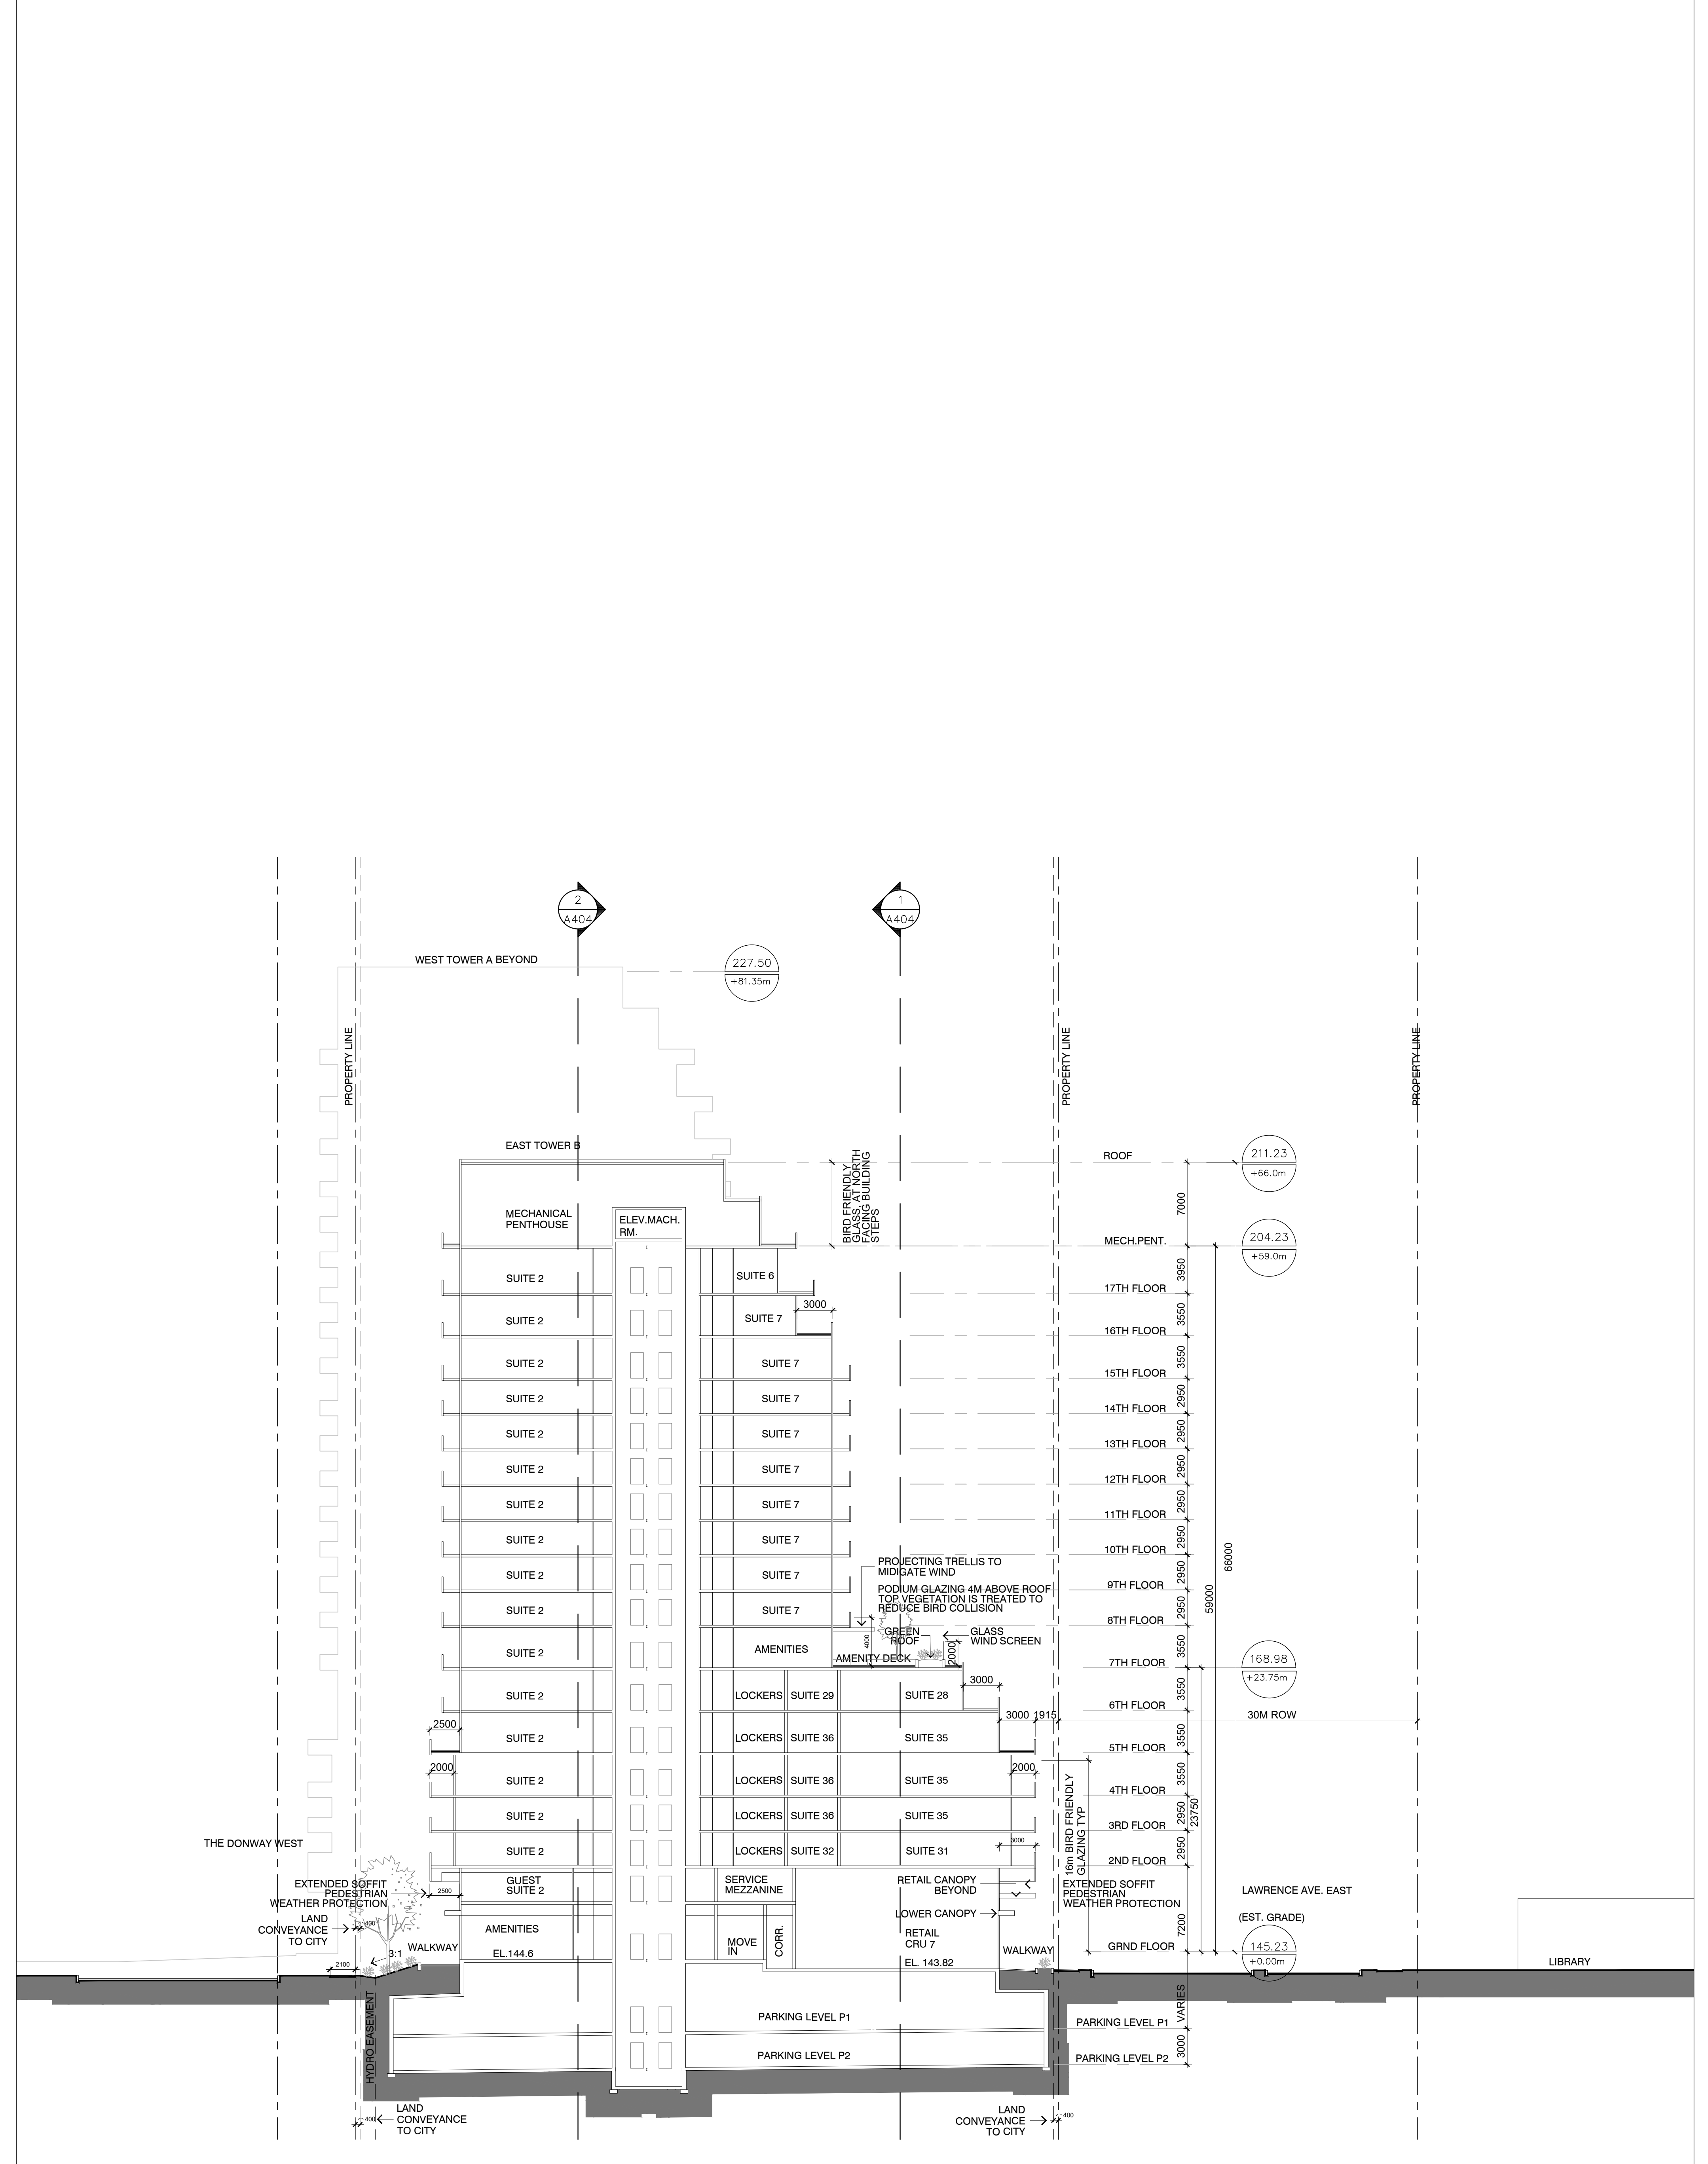 2
A404
1
A404
WEST TOWER A BEYOND
227.50
+81.35m
PROPERTY LINE
PROPERTY LINE
PROPERTY LINE
EAST TOWER B
BIRD FRIENDLY
GLASS, AT NORTH
FACING BUILDING
STEPS
ROOF
211.23
+66.0m
7000
MECHANICAL
PENTHOUSE
ELEV.MACH.
RM.
MECH.PENT.
204.23
+59.0m
3950
SUITE 2
SUITE 6
17TH FLOOR
3000
3550
SUITE 2
SUITE 7
16TH FLOOR
3550
SUITE 2
SUITE 7
15TH FLOOR
2950
SUITE 2
SUITE 7
14TH FLOOR
2950
SUITE 2
SUITE 7
13TH FLOOR
2950
SUITE 2
SUITE 7
12TH FLOOR
2950
SUITE 2
SUITE 7
11TH FLOOR
2950
SUITE 2
SUITE 7
10TH FLOOR
2950
66000
59000
PROJECTING TRELLIS TO
MIDIGATE WIND
SUITE 2
SUITE 7
9TH FLOOR
2950
PODIUM GLAZING 4M ABOVE ROOF
TOP VEGETATION IS TREATED TO
REDUCE BIRD COLLISION
SUITE 2
SUITE 7
8TH FLOOR
3550
GREEN
ROOF
GLASS
WIND SCREEN
4000
2000
SUITE 2
AMENITIES
AMENITY DECK
7TH FLOOR
168.98
+23.75m
3550
3000
SUITE 2
LOCKERS
SUITE 29
SUITE 28
6TH FLOOR
3000
1915
30M ROW
3550
2500
SUITE 2
LOCKERS
SUITE 36
SUITE 35
5TH FLOOR
3550
2000
2000
SUITE 2
LOCKERS
SUITE 36
SUITE 35
4TH FLOOR
2950
23750
SUITE 2
LOCKERS
SUITE 36
SUITE 35
3RD FLOOR
2950
16m BIRD FRIENDLY
GLAZING TYP
THE DONWAY WEST
3000
SUITE 2
LOCKERS
SUITE 32
SUITE 31
2ND FLOOR
EXTENDED SOFFIT
PEDESTRIAN
WEATHER PROTECTION
2500
GUEST
SUITE 2
SERVICE
MEZZANINE
RETAIL CANOPY
BEYOND
EXTENDED SOFFIT
PEDESTRIAN
WEATHER PROTECTION
LAWRENCE AVE. EAST
LOWER CANOPY
LAND
CONVEYANCE
TO CITY
400
AMENITIES
MOVE
IN
CORR.
RETAIL
CRU 7
7200
(EST. GRADE)
3:1
WALKWAY
EL.144.6
EL. 143.82
WALKWAY
GRND FLOOR
145.23
+0.00m
2100
LIBRARY
HYDRO EASEMENT
VARIES
PARKING LEVEL P1
PARKING LEVEL P1
3000
PARKING LEVEL P2
PARKING LEVEL P2
400
LAND
CONVEYANCE
TO CITY
LAND
CONVEYANCE
TO CITY
400